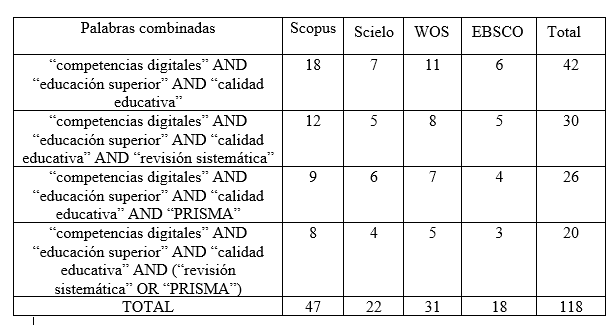 Palabras combinadas Scopus Scielo WOS EBSCO Total
“competencias digitales” AND
“educación superior” AND “calidad
educativa” 18 7 11 6 42
“competencias digitales” AND
“educación superior” AND “calidad
educativa” AND “revisión sistemática” 12 5 8 5 30
“competencias digitales” AND
“educación superior” AND “calidad
educativa” AND “PRISMA” 9 6 7 4 26
“competencias digitales” AND
“educación superior” AND “calidad
educativa” AND (“revisión
sistemática” OR “PRISMA”) 8 4 5 3 20
TOTAL 47 22 31 18 118